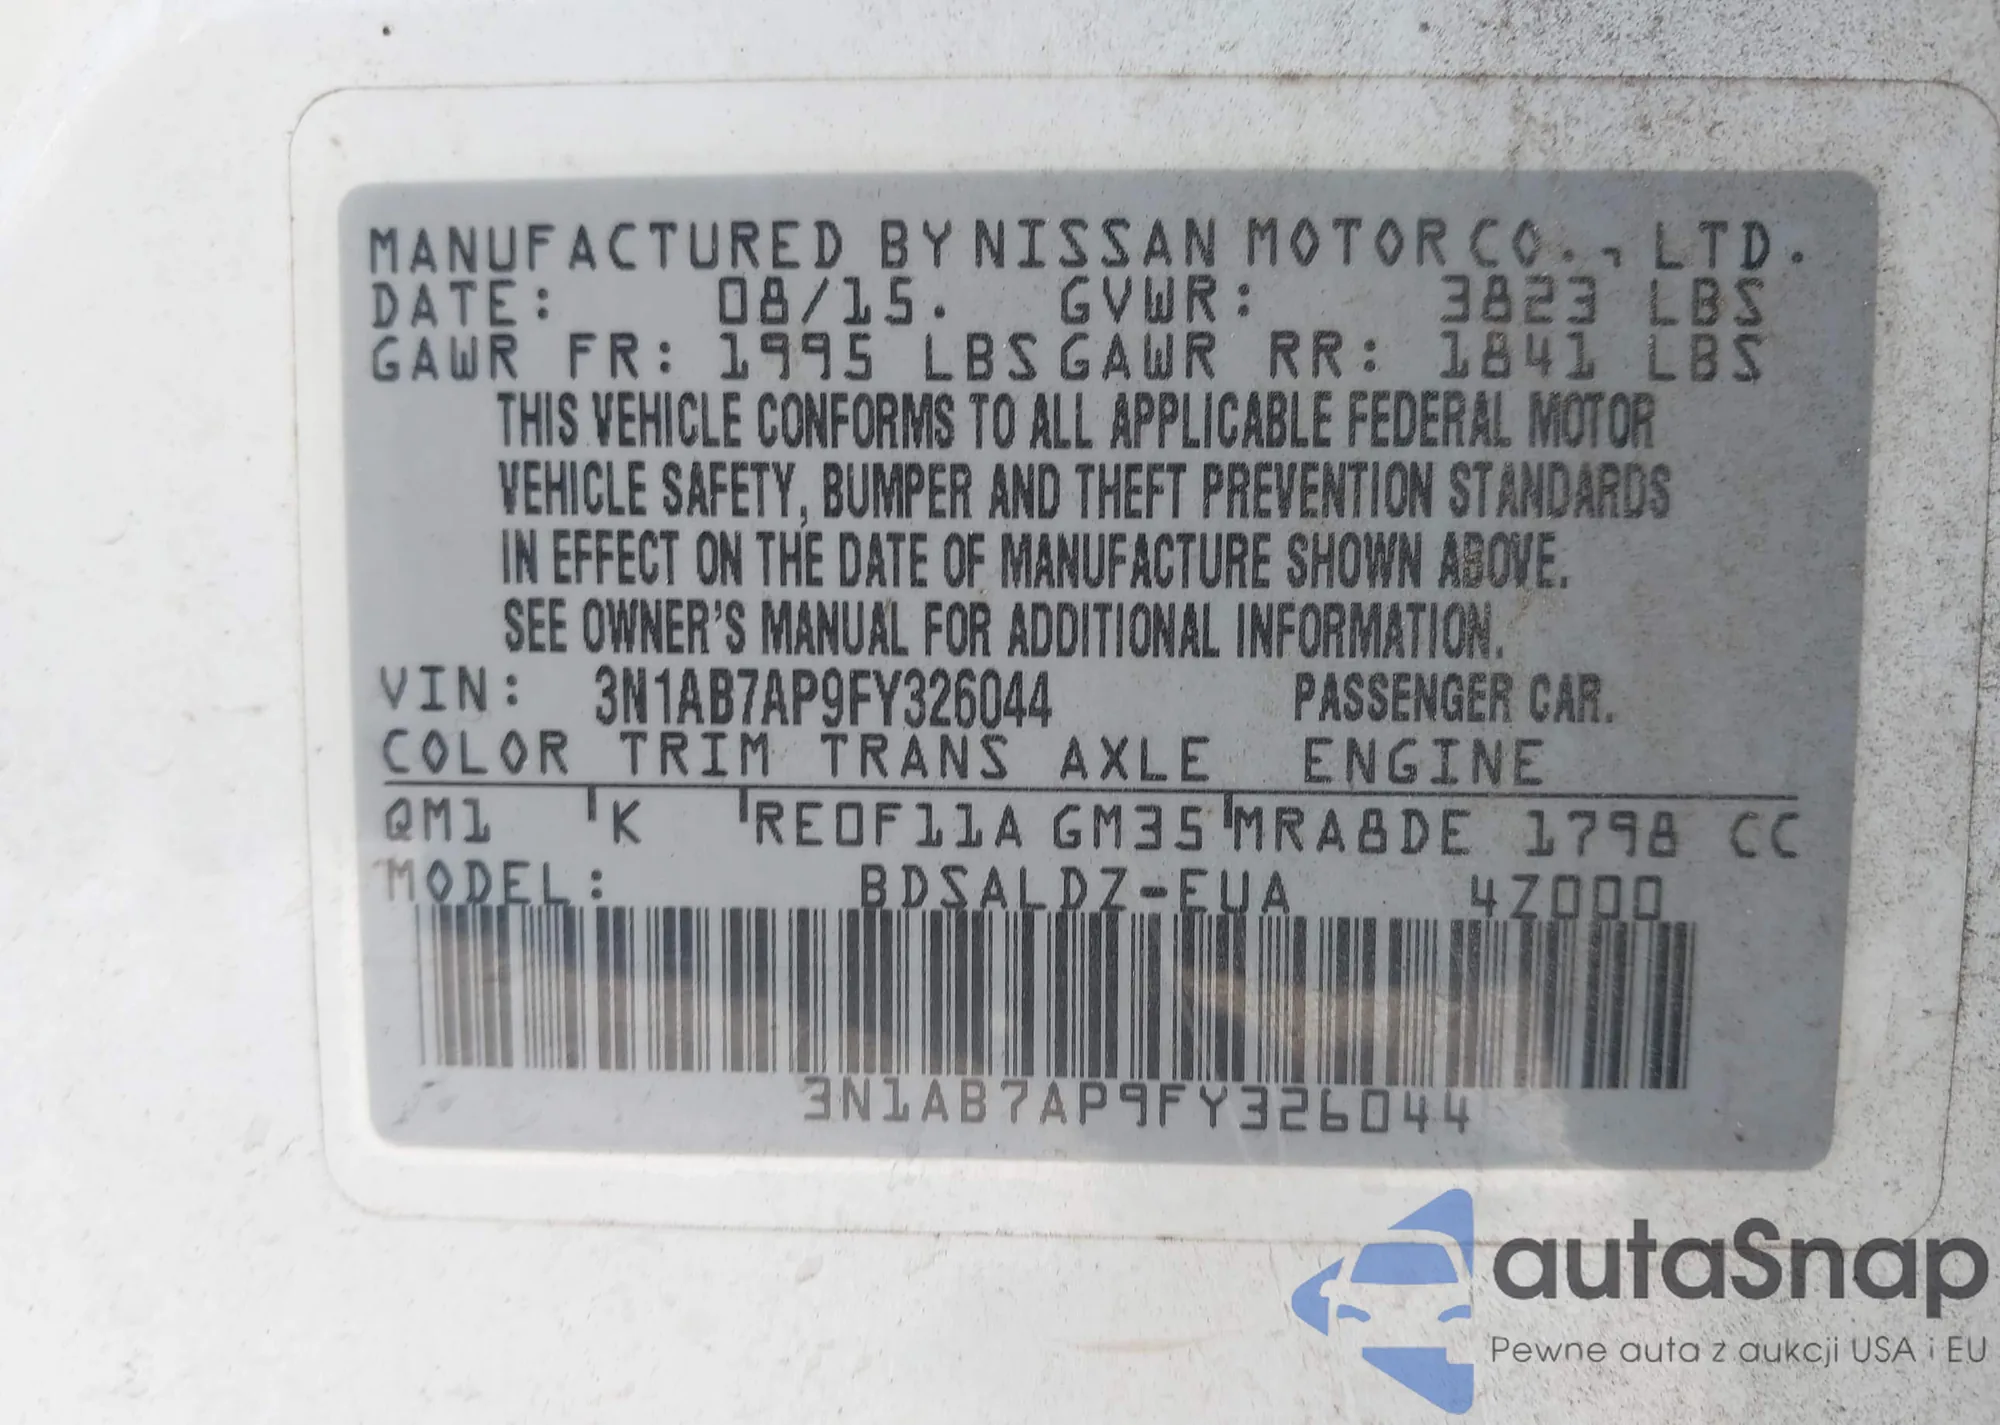 MANUFACTURED BY NISSAN MOTOR CO., LTD.
DATE: 08/15. GVWR: 3823 LBS
GAWR FR: 1995 LBS GAWR RR: 1841 LBS
THIS VEHICLE CONFORMS TO ALL APPLICABLE FEDERAL MOTOR
VEHICLE SAFETY, BUMPER AND THEFT PREVENTION STANDARDS
IN EFFECT ON THE DATE OF MANUFACTURE SHOWN ABOVE.
SEE OWNER'S MANUAL FOR ADDITIONAL INFORMATION.
VIN: 3N1AB7AP9FY326044 PASSENGER CAR.
COLOR TRIM TRANS AXLE ENGINE
QM1 K RE0F11A GM35 MRA8DE 1798 CC
MODEL: BDSALDZ-EUA 4Z000
3N1AB7AP9FY326044
autoSnap
Pewne auta z aukcji USA i EU